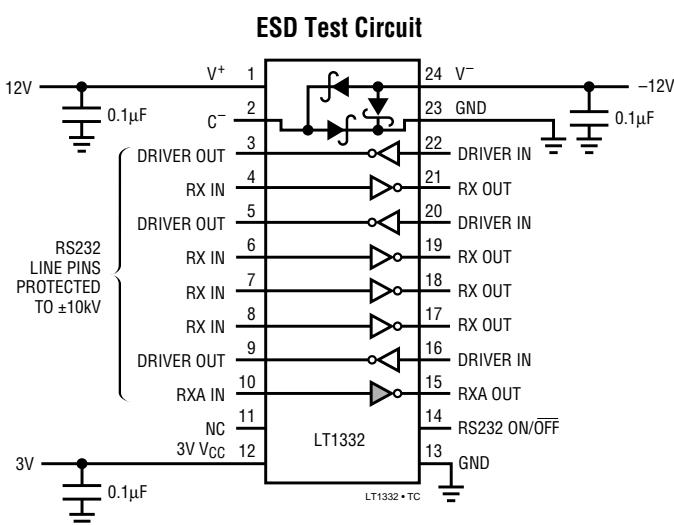 ESD Test Circuit
12V
V+ 1
24 V–
–12V
0.1µF
C– 2
23 GND
0.1µF
DRIVER OUT 3
22 DRIVER IN
RX IN 4
21 RX OUT
DRIVER OUT 5
20 DRIVER IN
RX IN 6
19 RX OUT
RS232
LINE PINS
PROTECTED
TO ±10kV
RX IN 7
18 RX OUT
RX IN 8
17 RX OUT
DRIVER OUT 9
16 DRIVER IN
RXA IN 10
15 RXA OUT
NC 11
14 RS232 ON/OFF
LT1332
3V
3V VCC 12
13 GND
0.1µF
LT1332 • TC